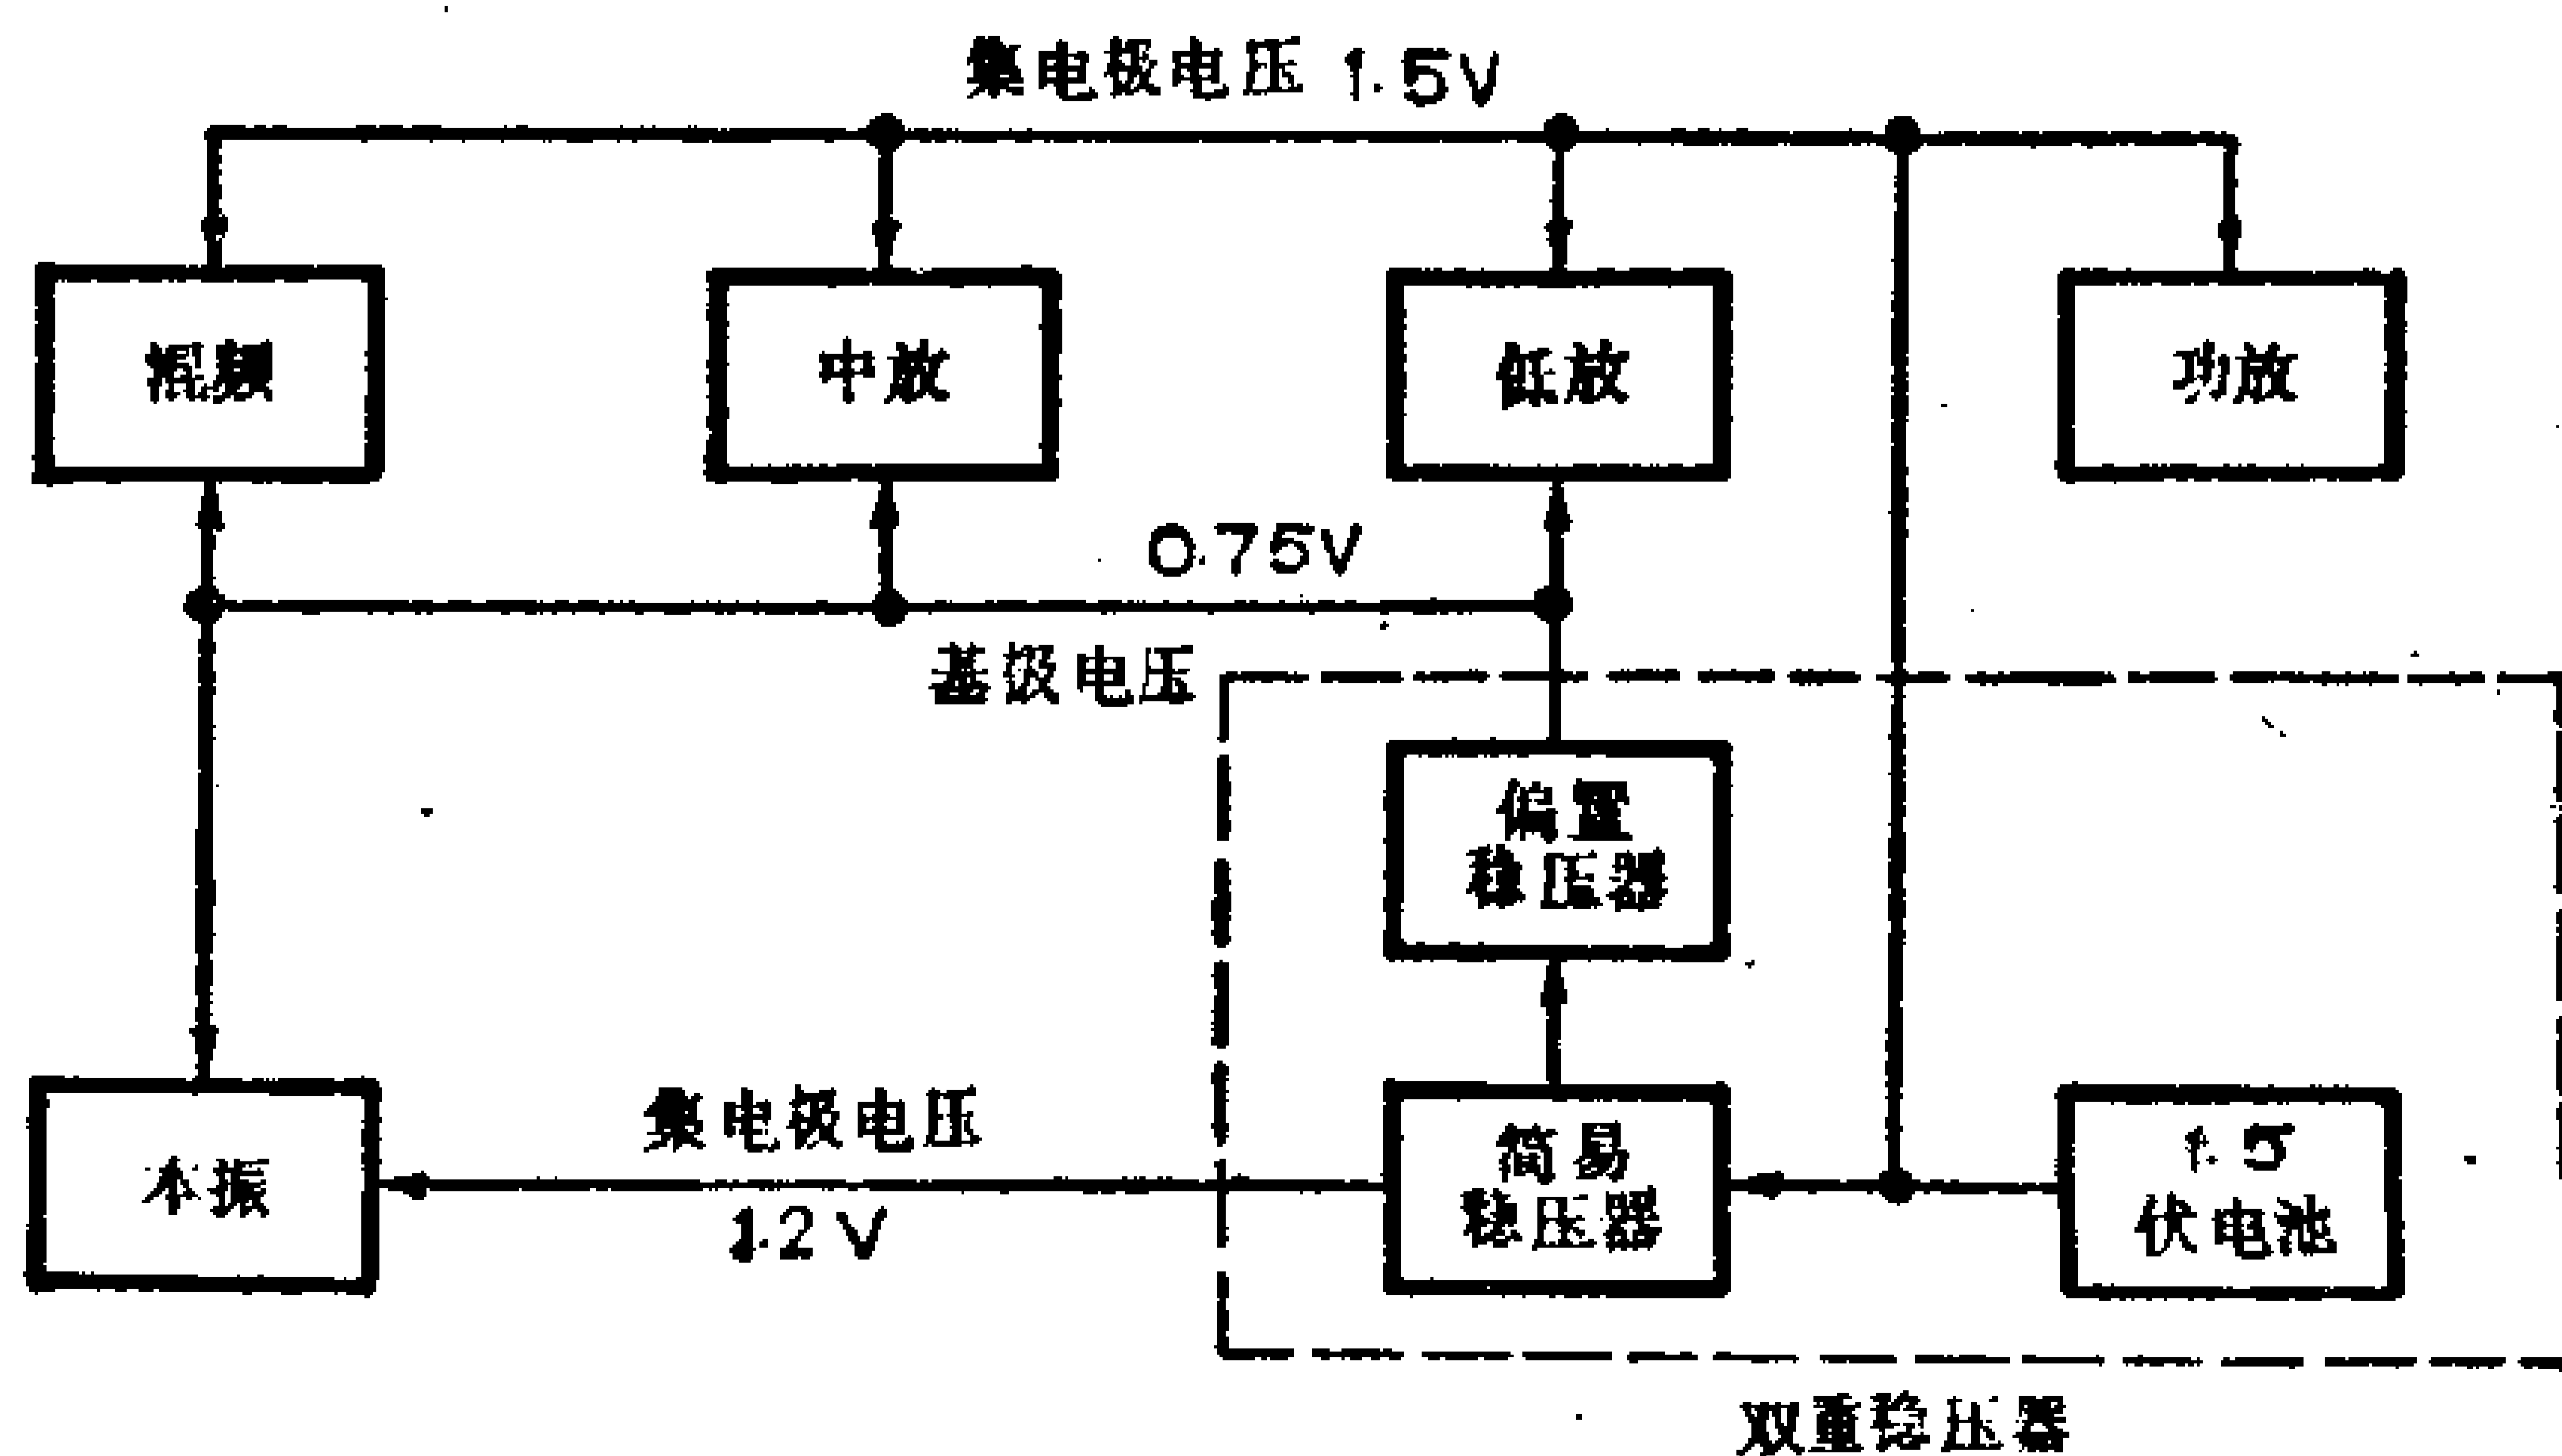 集电极电压 1.5V
混频
中放
低放
功放
0.75V
基极电压
偏置
稳压器
集电极电压
1.2V
本振
简易
稳压器
1.5
伏电池
双重稳压器